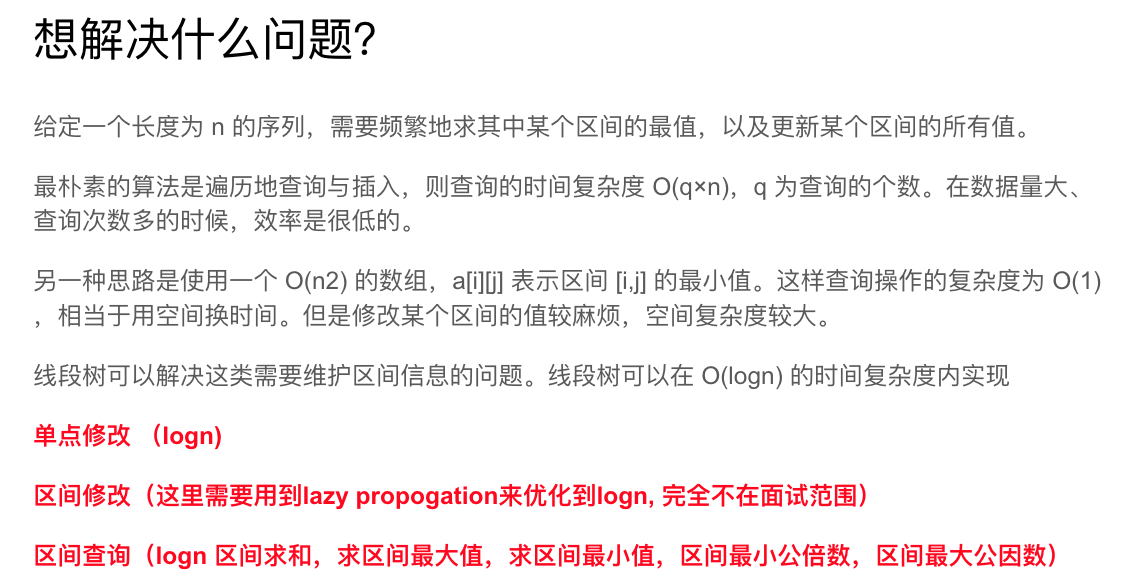 想解决什么问题?
给定一个长度为 n 的序列，需要频繁地求其中某个区间的最值，以及更新某个区间的所有值。
最朴素的算法是遍历地查询与插入，则查询的时间复杂度 O(q×n)，q 为查询的个数。在数据量大、
查询次数多的时候，效率是很低的。
另一种思路是使用一个 O(n2) 的数组，a[i][j] 表示区间 [i,j] 的最小值。这样查询操作的复杂度为 O(1)
，相当于用空间换时间。但是修改某个区间的值较麻烦，空间复杂度较大。
线段树可以解决这类需要维护区间信息的问题。线段树可以在 O(logn) 的时间复杂度内实现
单点修改 （logn)
区间修改（这里需要用到lazy propogation来优化到logn, 完全不在面试范围）
区间查询（logn 区间求和，求区间最大值，求区间最小值，区间最小公倍数，区间最大公因数）